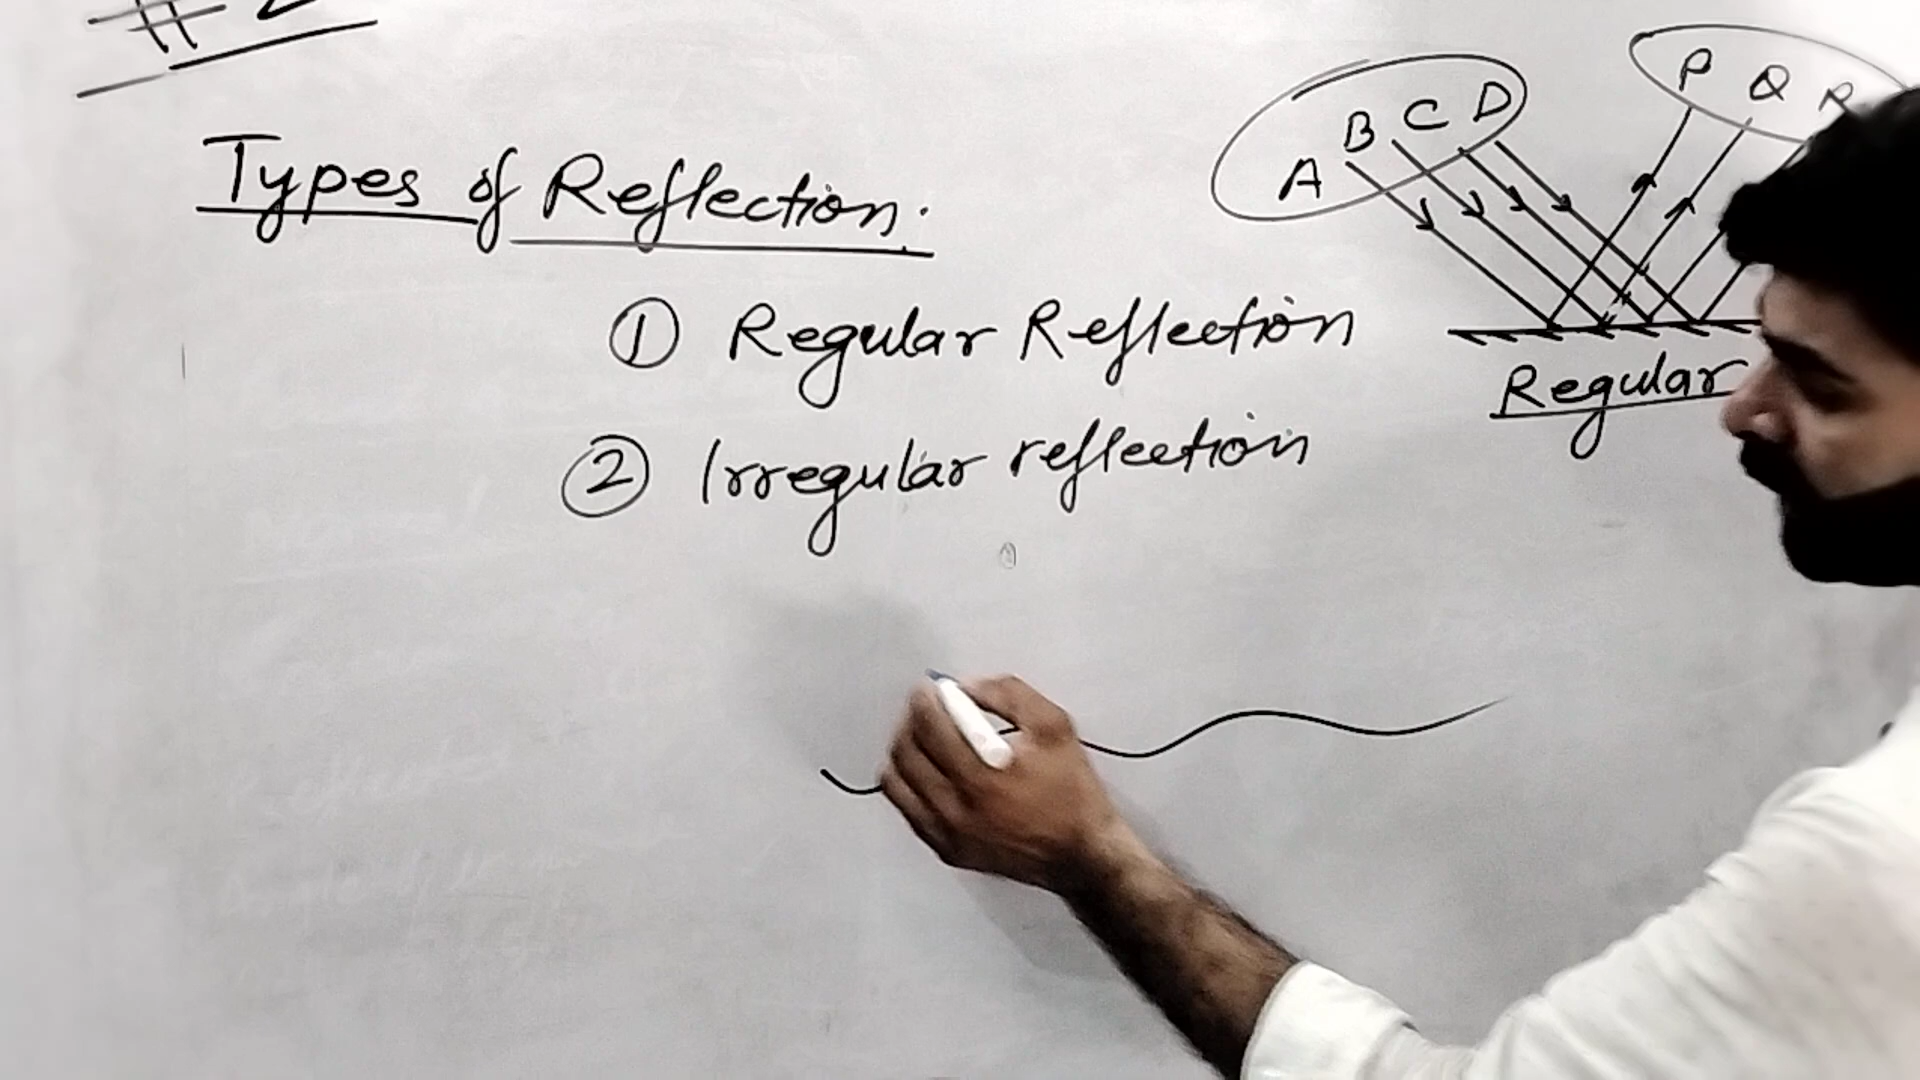 Types of Reflection.
① Regular Reflection
② Irregular reflection
A B C D
P Q R
Regular